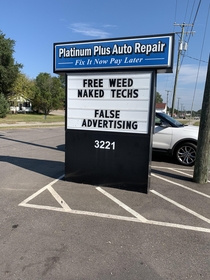 Platinum Plus Auto Repair
Fix It Now Pay Later
FREE WEED
NAKED TECHS
FALSE
ADVERTISING
3221